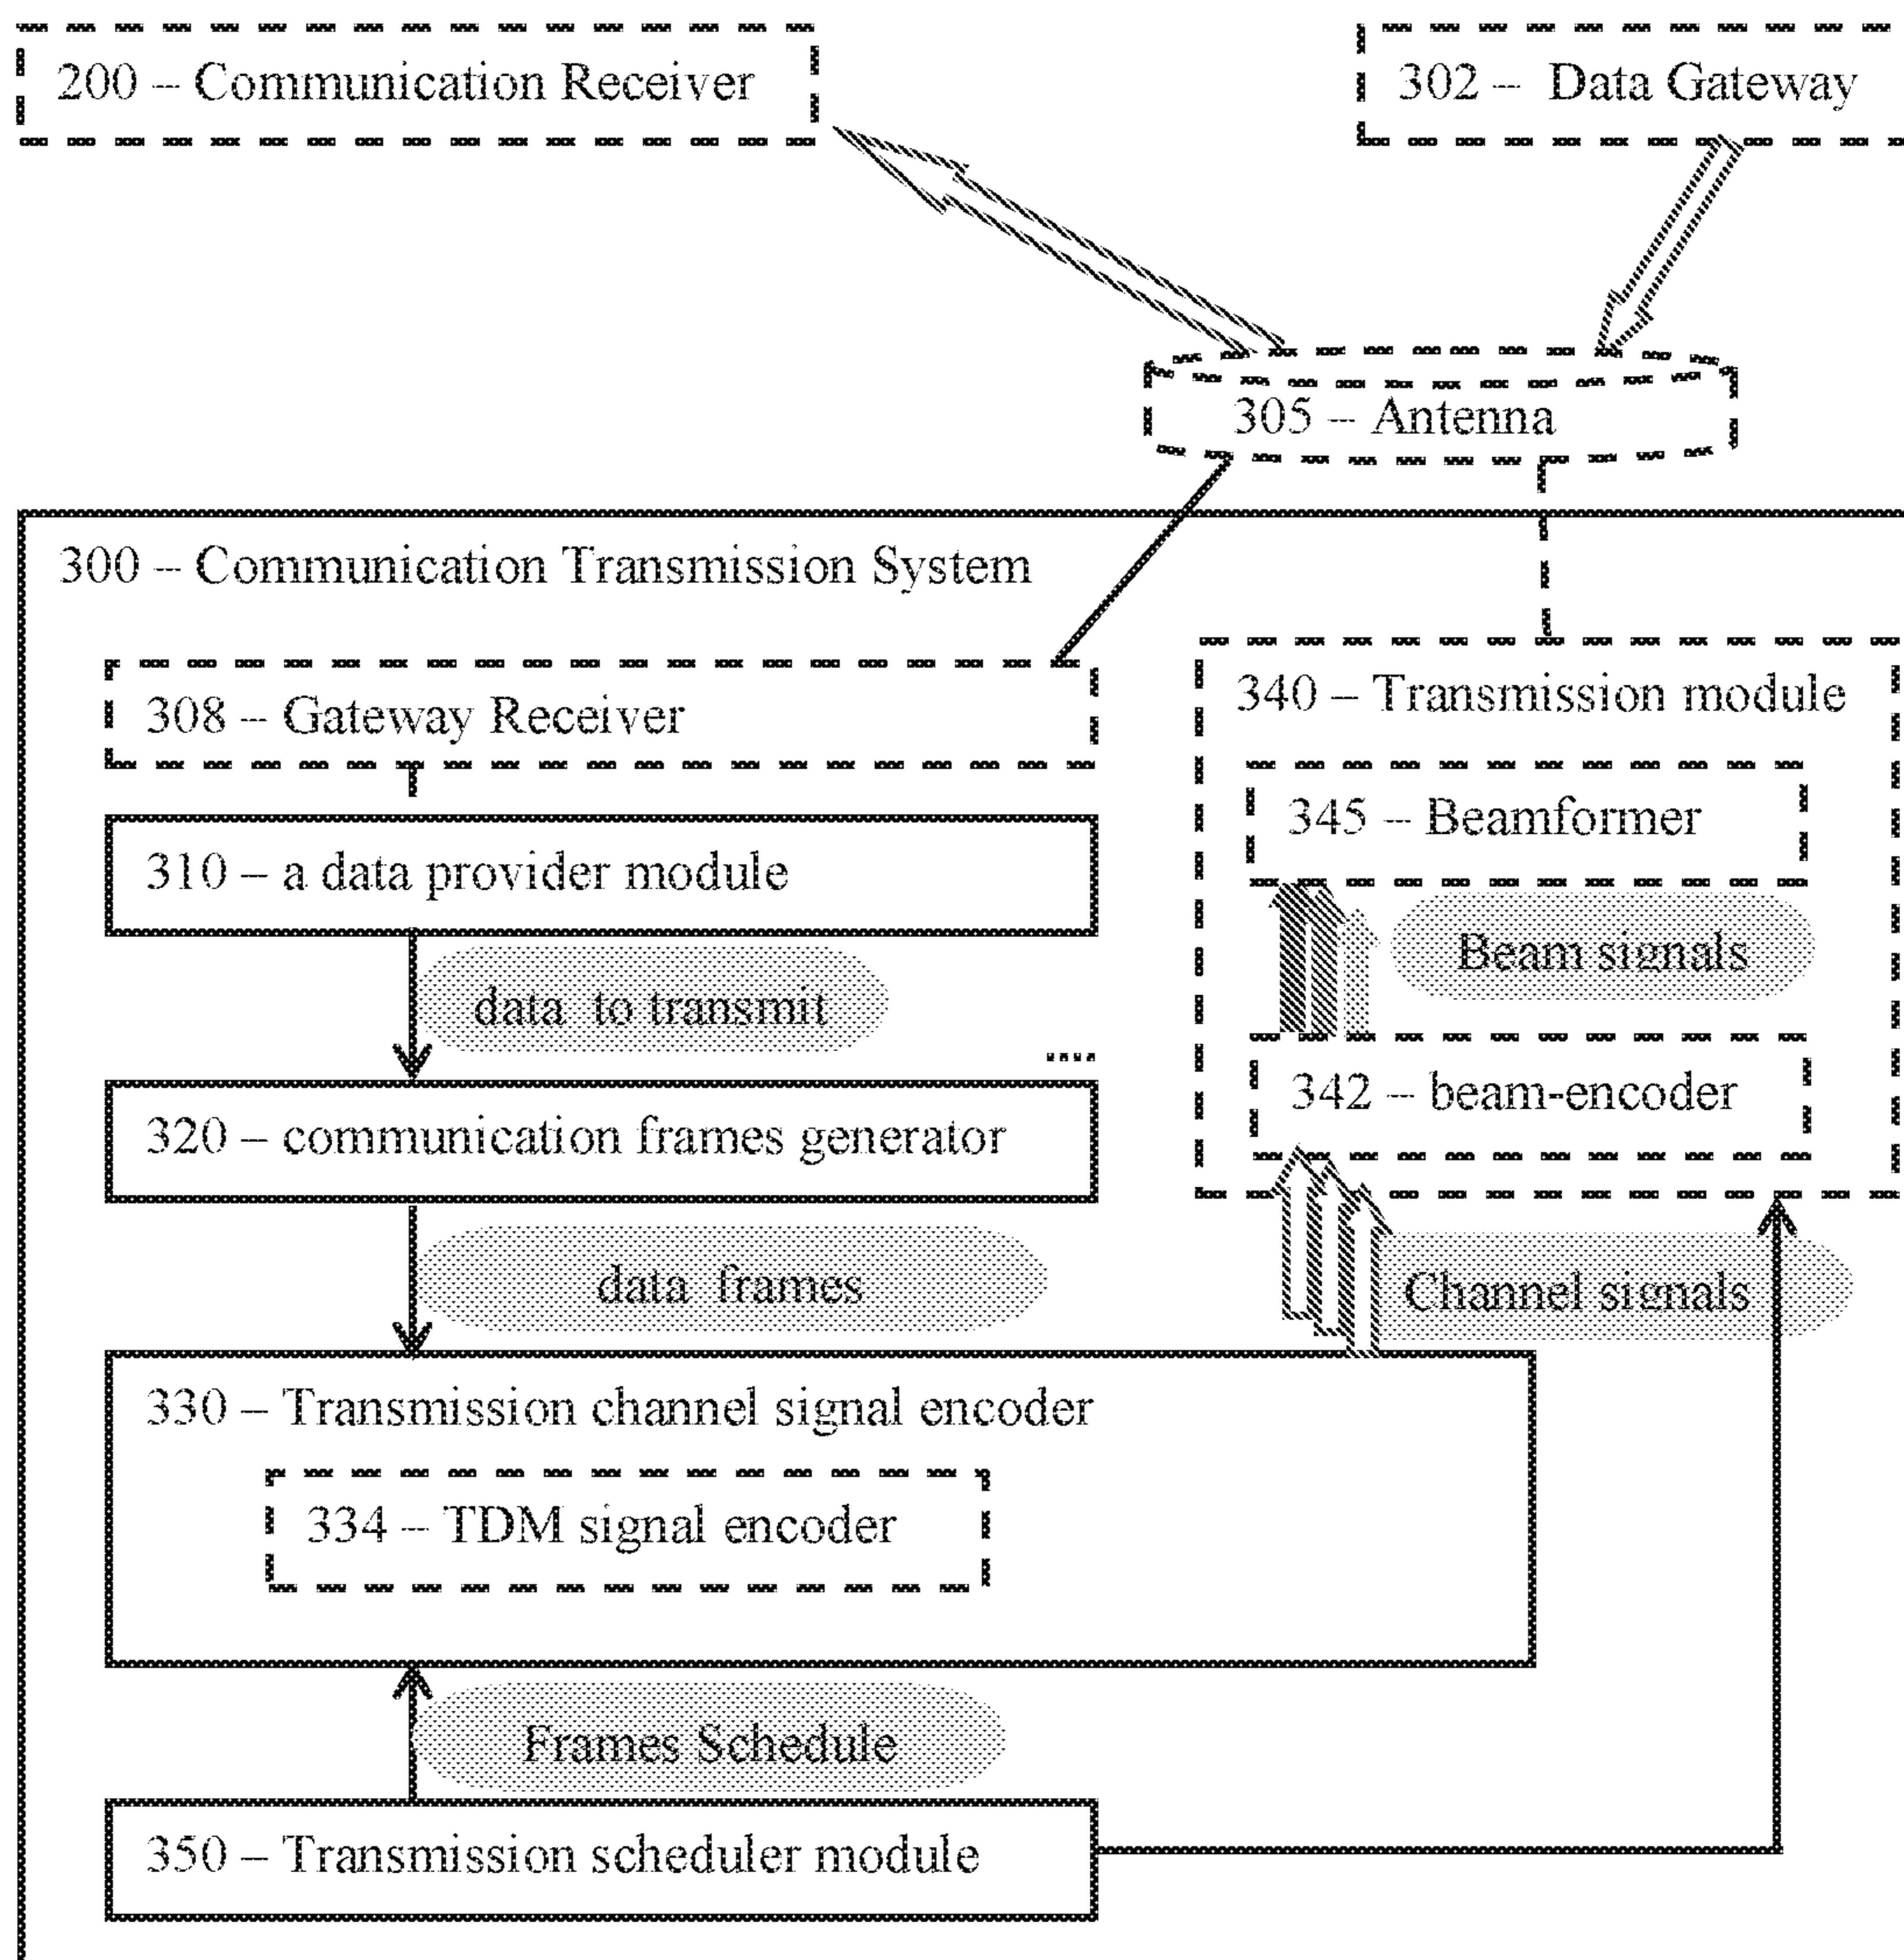 200 – Communication Receiver
302 – Data Gateway
305 – Antenna
300 – Communication Transmission System
308 – Gateway Receiver
340 – Transmission module
345 – Beamformer
310 – a data provider module
Beam signals
data to transmit
342 – beam-encoder
320 – communication frames generator
data frames
Channel signals
330 – Transmission channel signal encoder
334 – TDM signal encoder
Frames Schedule
350 – Transmission scheduler module